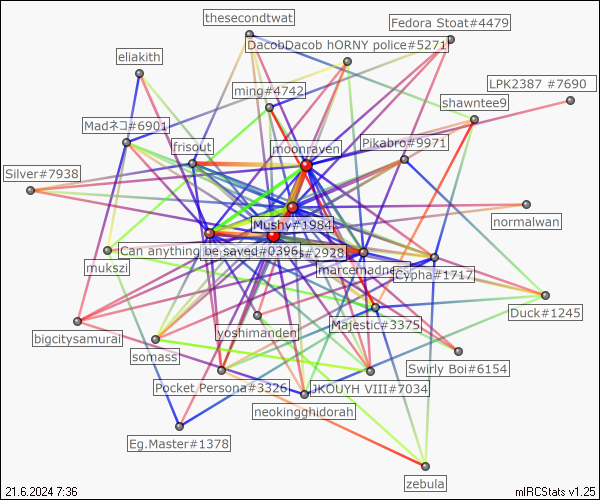 thesecondtwat
Fedora Stoat#4479
DacobDacob hORNY police#5271
eliakith
LPK2387 #7690
ming#4742
shawntee9
Madネコ#6901
Pikabro#9971
frisout
moonraven
Silver#7938
normalwan
Mushy#1984
Can anything be saved#0396
s#2928
mukszi
marcemadne
Cypha#1717
Duck#1245
bigcitysamurai
yoshimanden
Majestic#3375
somass
Swirly Boi#6154
Pocket Persona#3326
JKOUYH VIII#7034
neokingghidorah
Eg.Master#1378
zebula
21.6.2024 7:36
mIRCStats v1.25